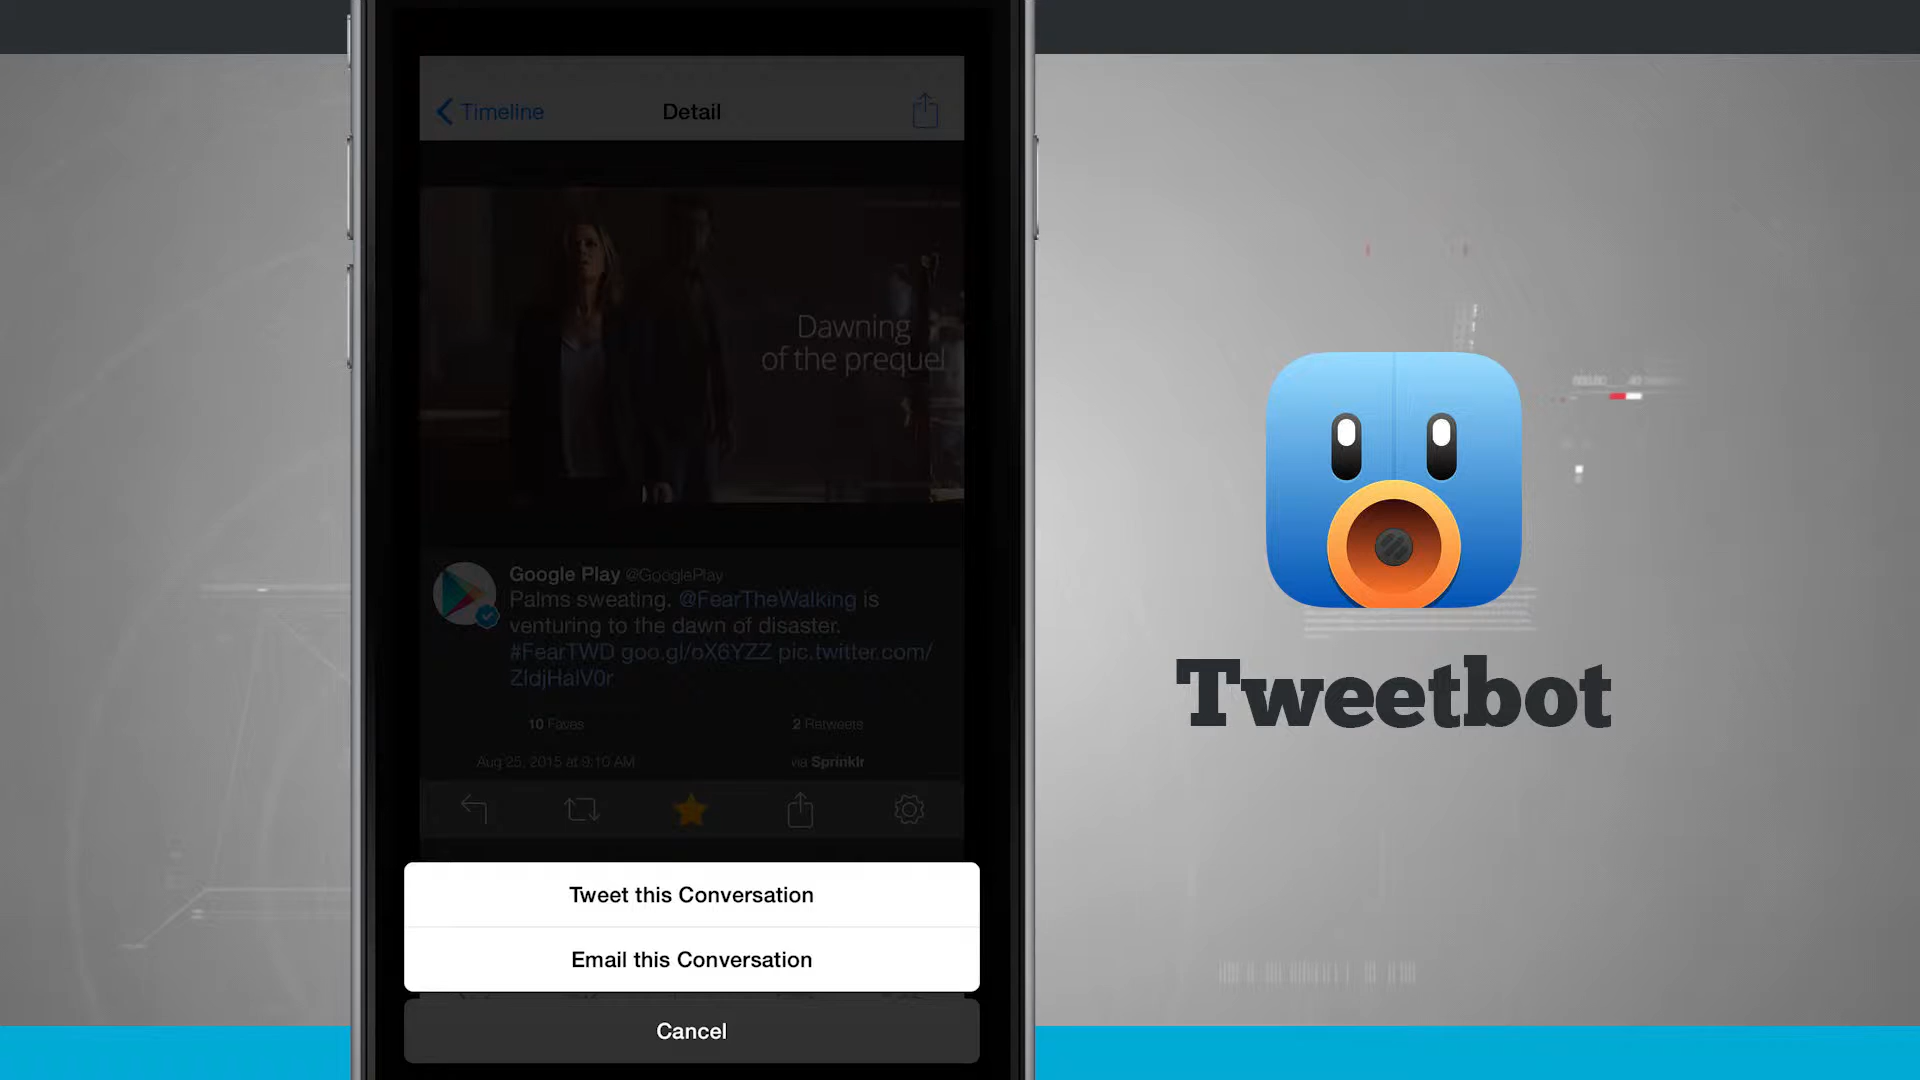 Timeline
Detail
Dawning
of the prequel
Google Play @GooglePlay
Palms sweating. @FearTheWalking is
venturing to the dawn of disaster.
#FearTWD goo.gl/oX6YZZ pic.twitter.com/
ZldjHalV0r
10 Faves
2 Retweets
Aug 25, 2015 at 9:10 AM
via Sprinklr
Tweet this Conversation
Email this Conversation
Cancel
Tweetbot